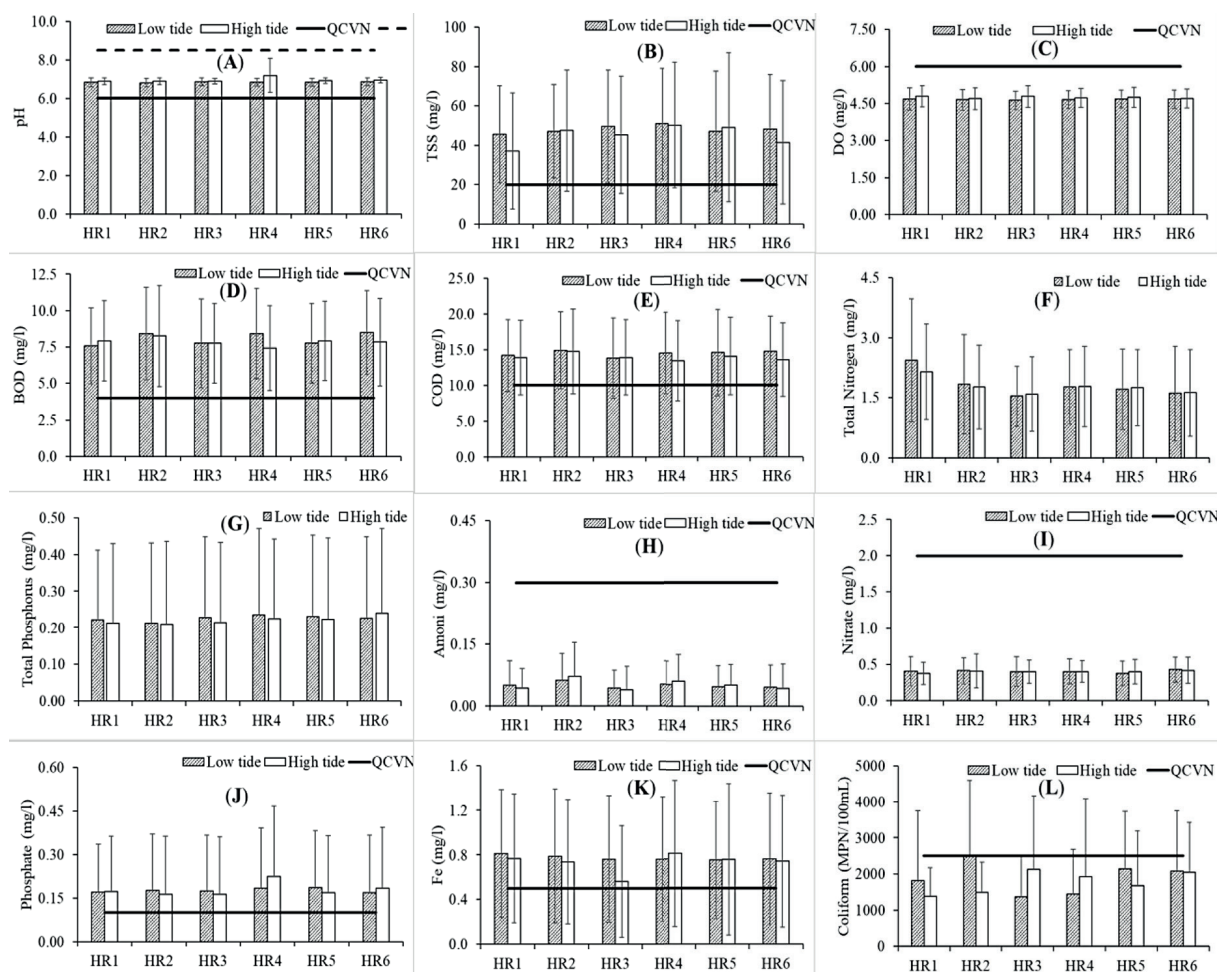 Low tide High tide QCVN
(A)
pH
10.0
8.0
6.0
4.0
2.0
0.0
HR1 HR2 HR3 HR4 HR5 HR6
Low tide High tide QCVN
(B)
TSS (mg/l)
100
80
60
40
20
0
HR1 HR2 HR3 HR4 HR5 HR6
Low tide High tide QCVN
(C)
DO (mg/l)
7.50
6.00
4.50
3.00
1.50
0.00
HR1 HR2 HR3 HR4 HR5 HR6
Low tide High tide QCVN
(D)
BOD (mg/l)
12.5
10.0
7.5
5.0
2.5
0.0
HR1 HR2 HR3 HR4 HR5 HR6
Low tide High tide QCVN
(E)
COD (mg/l)
25.0
20.0
15.0
10.0
5.0
0.0
HR1 HR2 HR3 HR4 HR5 HR6
Low tide High tide
(F)
Total Nitrogen (mg/l)
4.5
3.0
1.5
0.0
HR1 HR2 HR3 HR4 HR5 HR6
Low tide High tide
(G)
Total Phosphorus (mg/l)
0.50
0.40
0.30
0.20
0.10
0.00
HR1 HR2 HR3 HR4 HR5 HR6
Low tide High tide QCVN
(H)
Amoni (mg/l)
0.45
0.30
0.15
0.00
HR1 HR2 HR3 HR4 HR5 HR6
Low tide High tide QCVN
(I)
Nitrate (mg/l)
2.5
2.0
1.5
1.0
0.5
0.0
HR1 HR2 HR3 HR4 HR5 HR6
Low tide High tide QCVN
(J)
Phosphate (mg/l)
0.60
0.45
0.30
0.15
0.00
HR1 HR2 HR3 HR4 HR5 HR6
Low tide High tide QCVN
(K)
Fe (mg/l)
1.6
1.2
0.8
0.4
0.0
HR1 HR2 HR3 HR4 HR5 HR6
Low tide High tide QCVN
(L)
Coliform (MPN/100mL)
5000
4000
3000
2000
1000
0
HR1 HR2 HR3 HR4 HR5 HR6